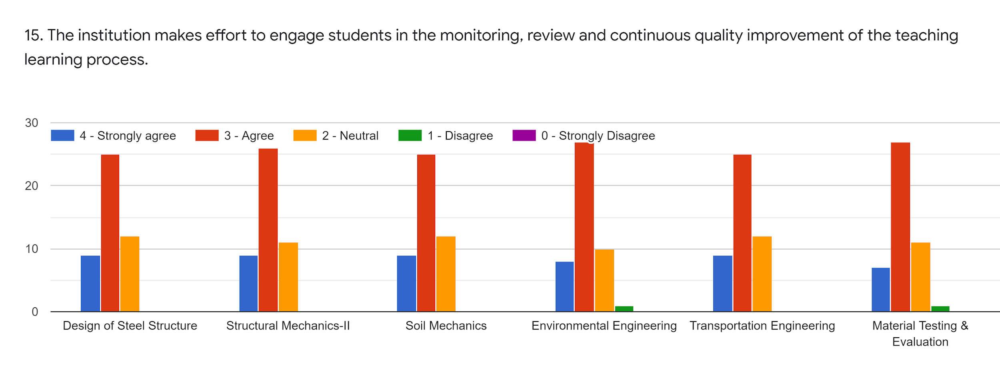 15. The institution makes effort to engage students in the monitoring, review and continuous quality improvement of the teaching
learning process.
30
4 - Strongly agree 3 - Agree 2 - Neutral 1 - Disagree 0 - Strongly Disagree
20
10
0
Design of Steel Structure Structural Mechanics-II Soil Mechanics Environmental Engineering Transportation Engineering Material Testing &
Evaluation